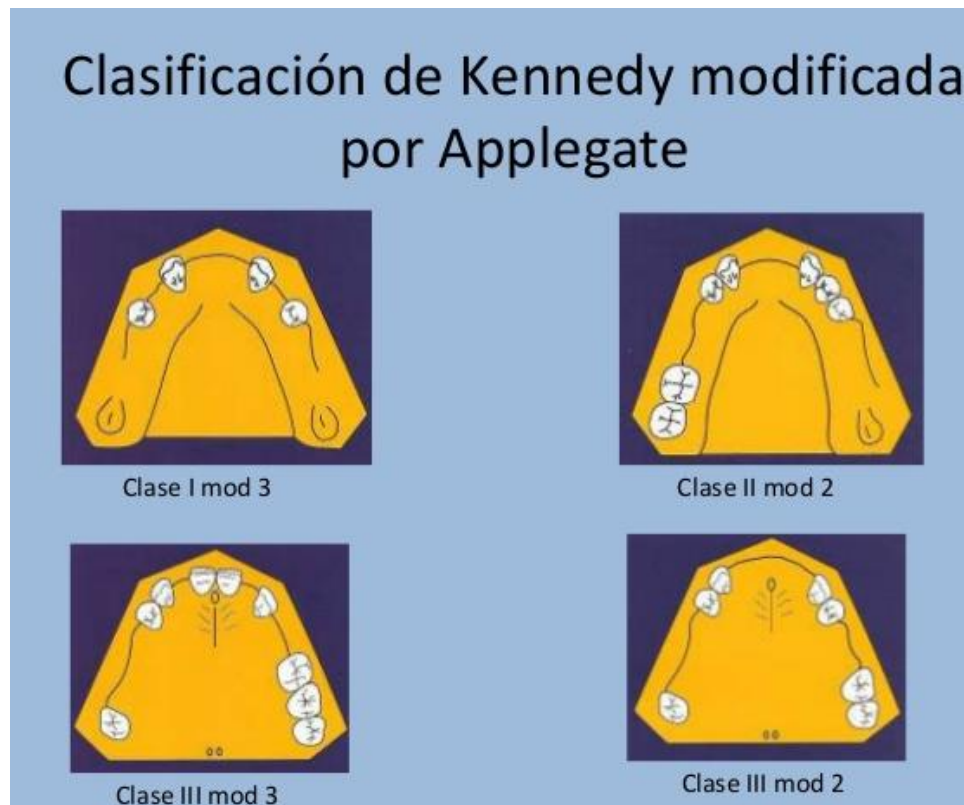 Clasificación de Kennedy modificada
por Applegate
Clase I mod 3
Clase II mod 2
Clase III mod 3
Clase III mod 2